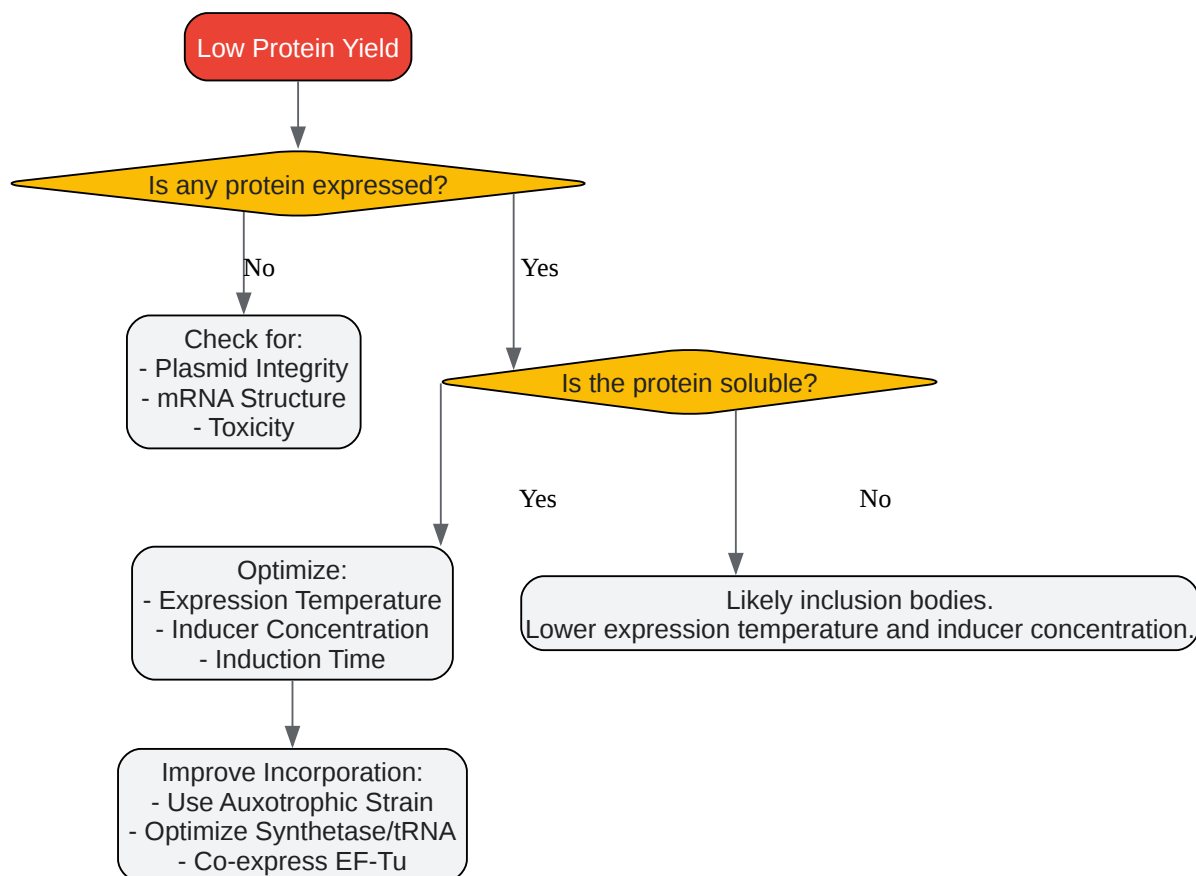 Low Protein Yield
Is any protein expressed?
No
Yes
Check for:
- Plasmid Integrity
- mRNA Structure
- Toxicity
Is the protein soluble?
Yes
No
Optimize:
- Expression Temperature
- Inducer Concentration
- Induction Time
Likely inclusion bodies.
Lower expression temperature and inducer concentration.
Improve Incorporation:
- Use Auxotrophic Strain
- Optimize Synthetase/tRNA
- Co-express EF-Tu